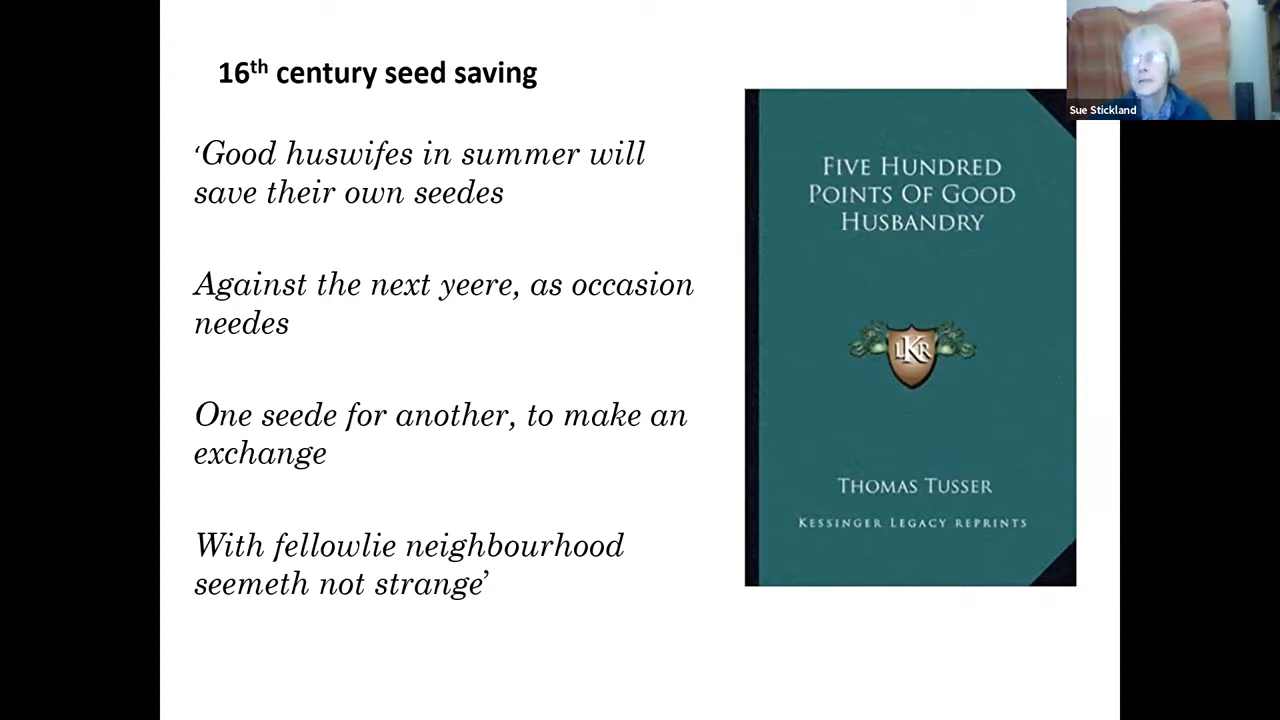 16th century seed saving
‘Good huswifes in summer will
save their own seedes
Against the next yeere, as occasion
needes
One seede for another, to make an
exchange
With fellowlie neighbourhood
seemeth not strange’
FIVE HUNDRED
POINTS OF GOOD
HUSBANDRY
LKR
THOMAS TUSSER
KESSINGER LEGACY REPRINTS
Sue Stickland